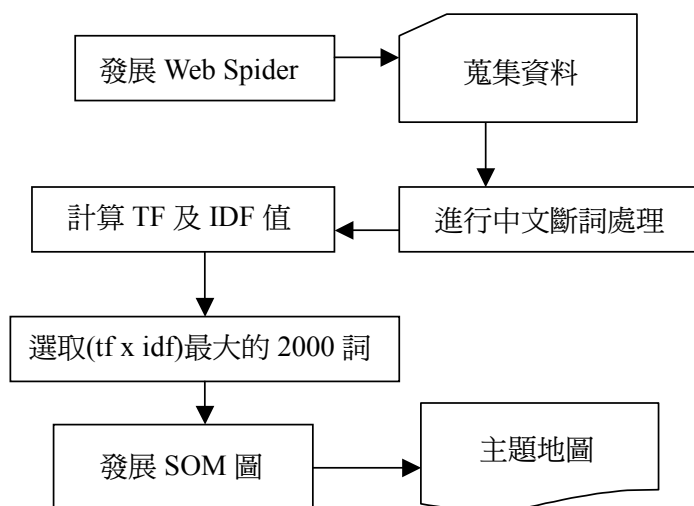 發展 Web Spider
蒐集資料
進行中文斷詞處理
計算 TF 及 IDF 值
選取(tf x idf)最大的 2000 詞
發展 SOM 圖
主題地圖